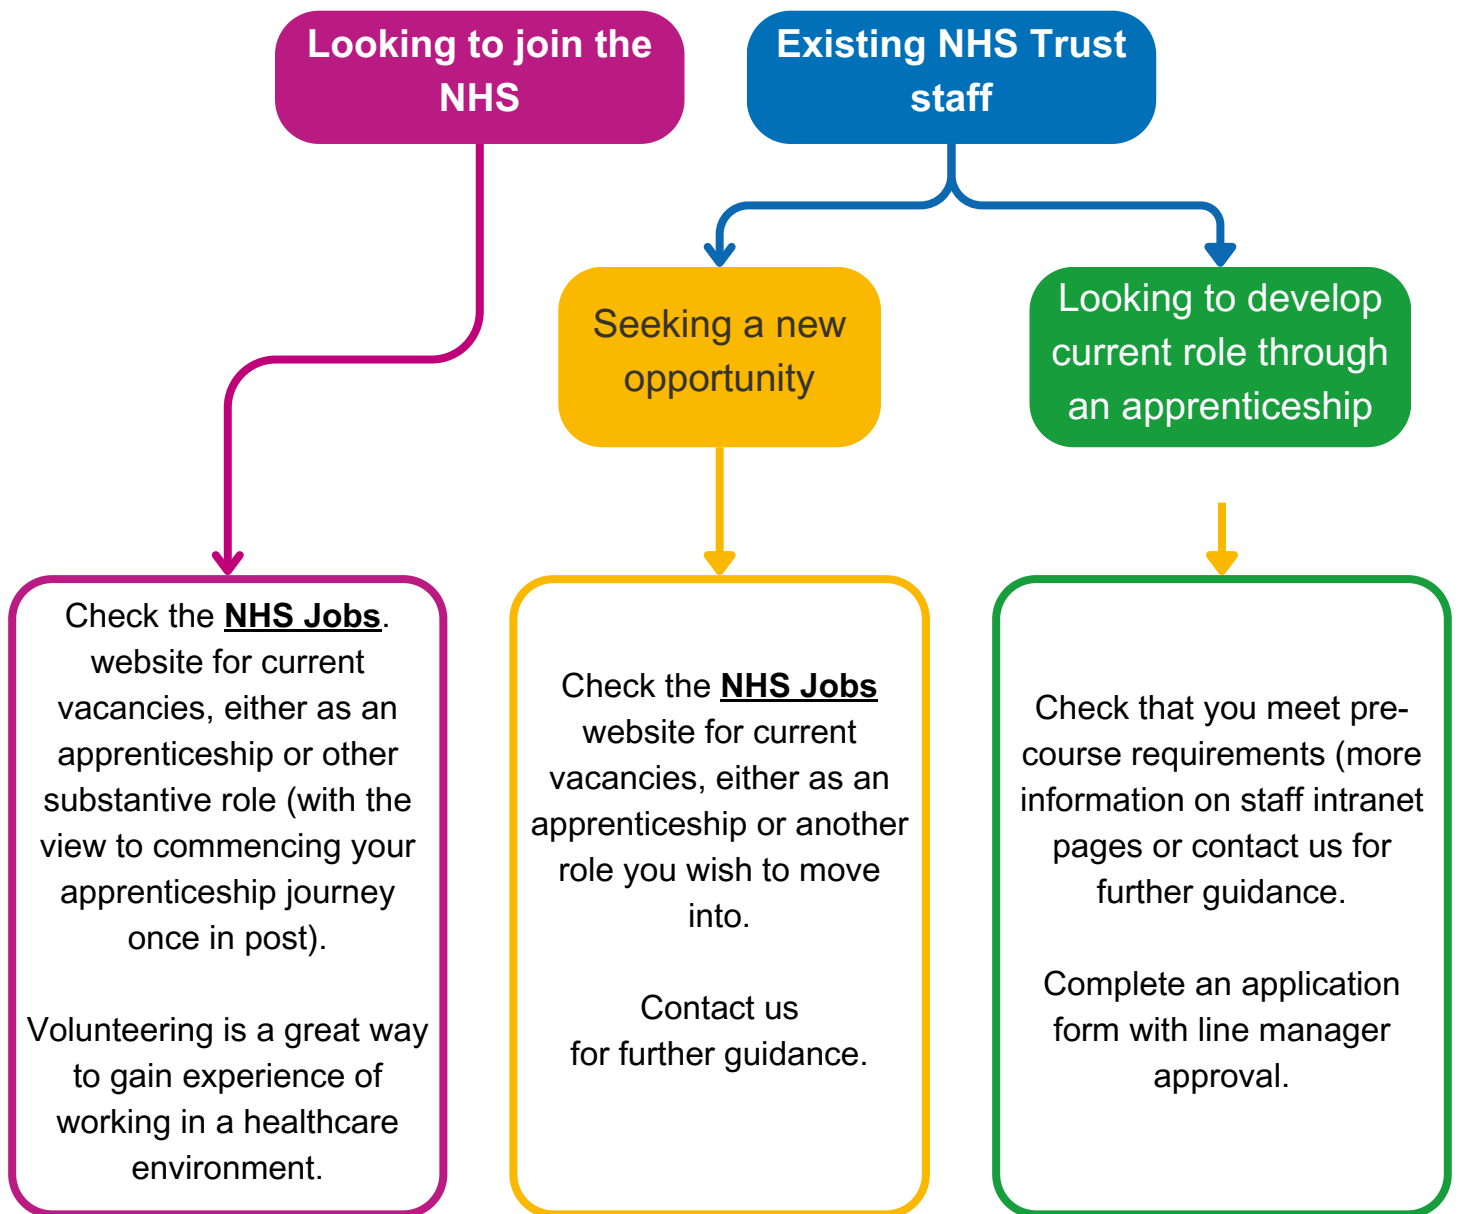 Looking to join the
NHS
Existing NHS Trust
staff
Seeking a new
opportunity
Looking to develop
current role through
an apprenticeship
Check the NHS Jobs.
website for current
vacancies, either as an
apprenticeship or other
substantive role (with the
view to commencing your
apprenticeship journey
once in post).
Volunteering is a great way
to gain experience of
working in a healthcare
environment.
Check the NHS Jobs
website for current
vacancies, either as an
apprenticeship or another
role you wish to move
into.
Contact us
for further guidance.
Check that you meet pre-
course requirements (more
information on staff intranet
pages or contact us for
further guidance.
Complete an application
form with line manager
approval.